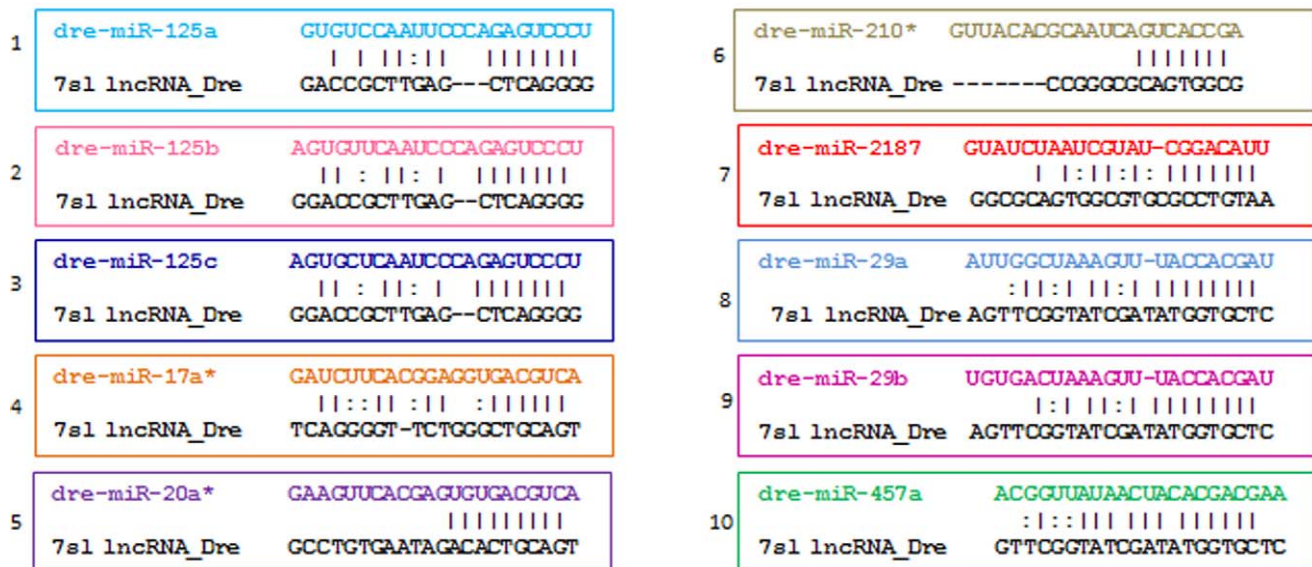 1
dre-miR-125a GUGUCCAAUUCCCAGAGUCCCU
| | ||:|| |||||||
7sl lncRNA_Dre GACCGCTTGAG---CTCAGGGG
2
dre-miR-125b AGUGUUCAAUCCCAGAGUCCCU
|| : ||: | |||||||
7sl lncRNA_Dre GGACCGCTTGAG--CTCAGGGG
3
dre-miR-125c AGUGCUCAAUCCCAGAGUCCCU
|| : ||: | |||||||
7sl lncRNA_Dre GGACCGCTTGAG--CTCAGGGG
4
dre-miR-17a* GAUCUUCACGGAGGUGACGUCA
||::|| :|| :||||||
7sl lncRNA_Dre TCAGGGGT-TCTGGGCTGCAGT
5
dre-miR-20a* GAAGUUCACGAGUGUGACGUCA
|||||||||
7sl lncRNA_Dre GCCTGTGAATAGACACTGCAGT
6
dre-miR-210* GUUACACGCAAUCAGUCACCGA
|||||||
7sl lncRNA_Dre -------CCGGGCGCAGTGGCG
7
dre-miR-2187 GUAUCUAAUCGUAU-CGGACAUU
| |:||:|: |||||||
7sl lncRNA_Dre GGCGCAGTGGCGTGCGCCTGTAA
8
dre-miR-29a AUUGGCUAAAGUU-UACCACGAU
:||:| ||:| ||||||||
7sl lncRNA_Dre AGTTCGGTATCGATATGGTGCTC
9
dre-miR-29b UGUGACUAAAGUU-UACCACGAU
|:| ||:| ||||||||
7sl lncRNA_Dre AGTTCGGTATCGATATGGTGCTC
10
dre-miR-457a ACGGUUAUAACUACACGACGAA
:|::||| ||| ||||||
7sl lncRNA_Dre GTTCGGTATCGATATGGTGCTC